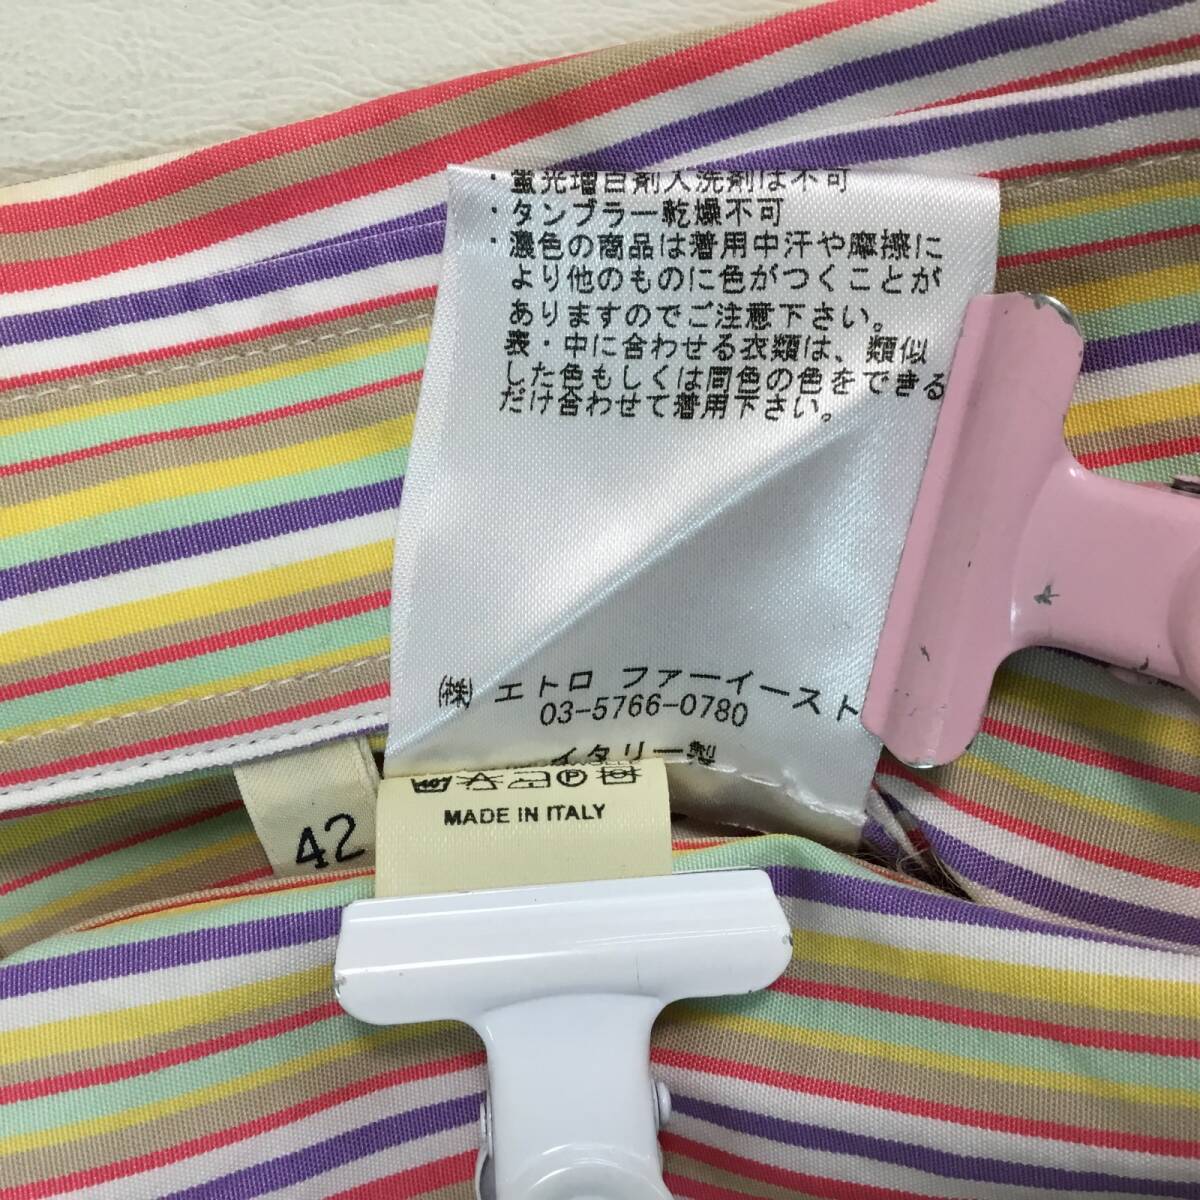 ・蛍光増白剤入洗剤は不可
・タンブラー乾燥不可
・濃色の商品は着用中汗や摩擦に
より他のものに色がつくことが
ありますのでご注意下さい。
表・中に合わせる衣類は、類似
した色もしくは同色の色をできる
だけ合わせて着用下さい。
㈱ エトロ ファーイースト
03-5766-0780
イタリー製
40 P
MADE IN ITALY
42